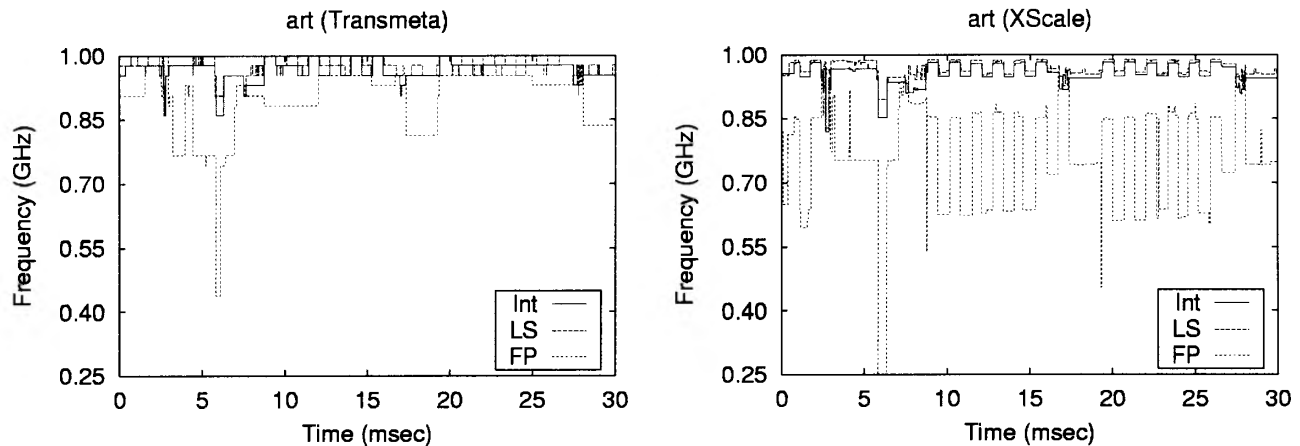 art (Transmeta)
1.00
0.85
0.70
0.55
0.40
0.25
Frequency (GHz)
Int
LS
FP
0 5 10 15 20 25 30
Time (msec)
art (XScale)
1.00
0.85
0.70
0.55
0.40
0.25
Frequency (GHz)
Int
LS
FP
0 5 10 15 20 25 30
Time (msec)